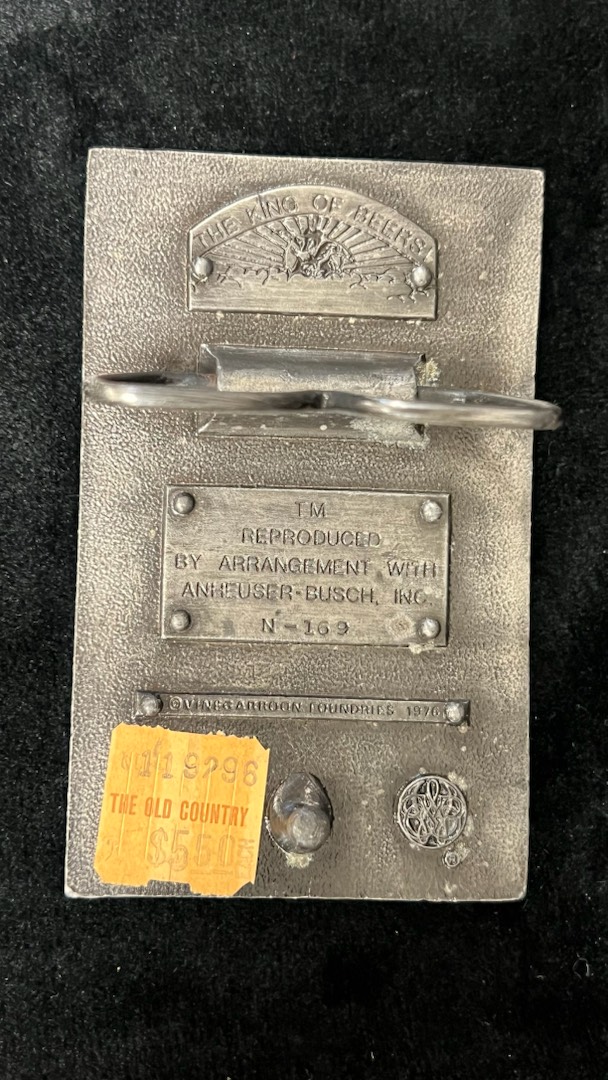 THE KING OF BEERS
TM
REPRODUCED
BY ARRANGEMENT WITH
ANHEUSER-BUSCH, INC.
N-169
©VINEGARROON FOUNDRIES 1976
THE OLD COUNTRY